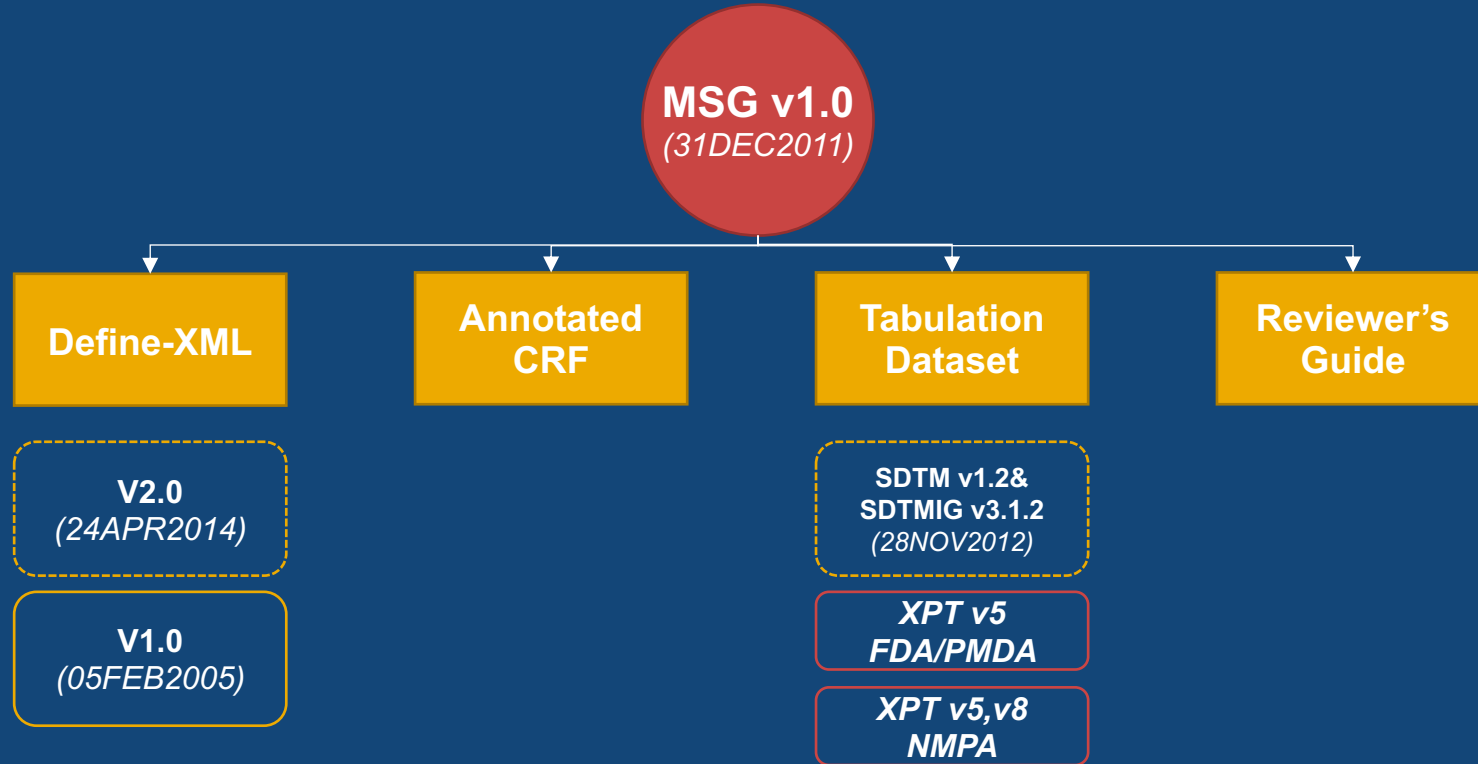 MSG v1.0
(31DEC2011)
Define-XML
Annotated
CRF
Tabulation
Dataset
Reviewer’s
Guide
V2.0
(24APR2014)
V1.0
(05FEB2005)
SDTM v1.2&
SDTMIG v3.1.2
(28NOV2012)
XPT v5
FDA/PMDA
XPT v5,v8
NMPA